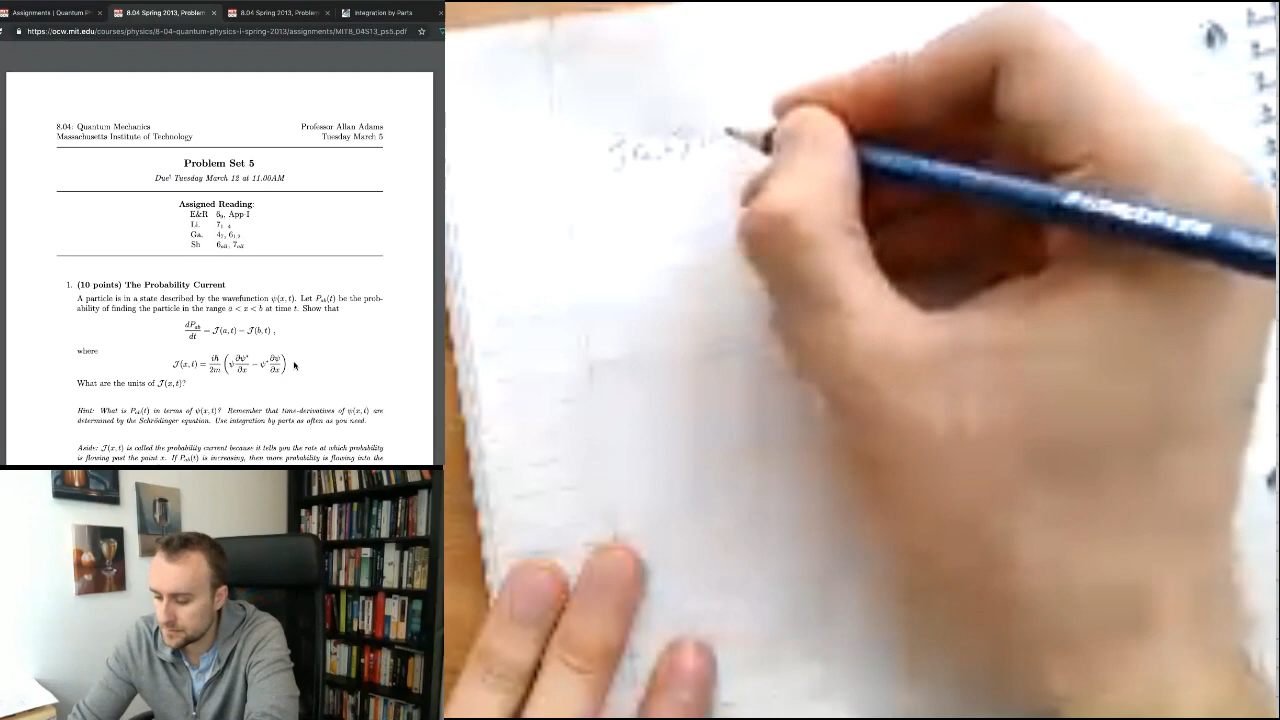 Assignments | Quantum Ph
8.04 Spring 2013, Problem
8.04 Spring 2013, Problem
Integration by Parts
https://ocw.mit.edu/courses/physics/8-04-quantum-physics-i-spring-2013/assignments/MIT8_04S13_ps5.pdf
8.04: Quantum Mechanics Professor Allan Adams
Massachusetts Institute of Technology Tuesday March 5
Problem Set 5
Due Tuesday March 12 at 11.00AM
Assigned Reading:
E&R 6, App-I
Li. 7
Ga. 4, 6
Sh 6, 7
1. (10 points) The Probability Current
A particle is in a state described by the wavefunction ψ(x, t). Let P_ab(t) be the prob-
ability of finding the particle in the range a < x < b at time t. Show that
dP_ab/dt = J(a, t) − J(b, t) ,
where
J(x, t) = iħ/2m (ψ ∂ψ*/∂x − ψ* ∂ψ/∂x)
What are the units of J(x, t)?
Hint: What is P_ab(t) in terms of ψ(x, t)? Remember that time-derivatives of ψ(x, t) are
determined by the Schrödinger equation. Use integration by parts as often as you need.
Aside: J(x, t) is called the probability current because it tells you the rate at which probability
is flowing past the point x. If P_ab(t) is increasing, then more probability is flowing into the